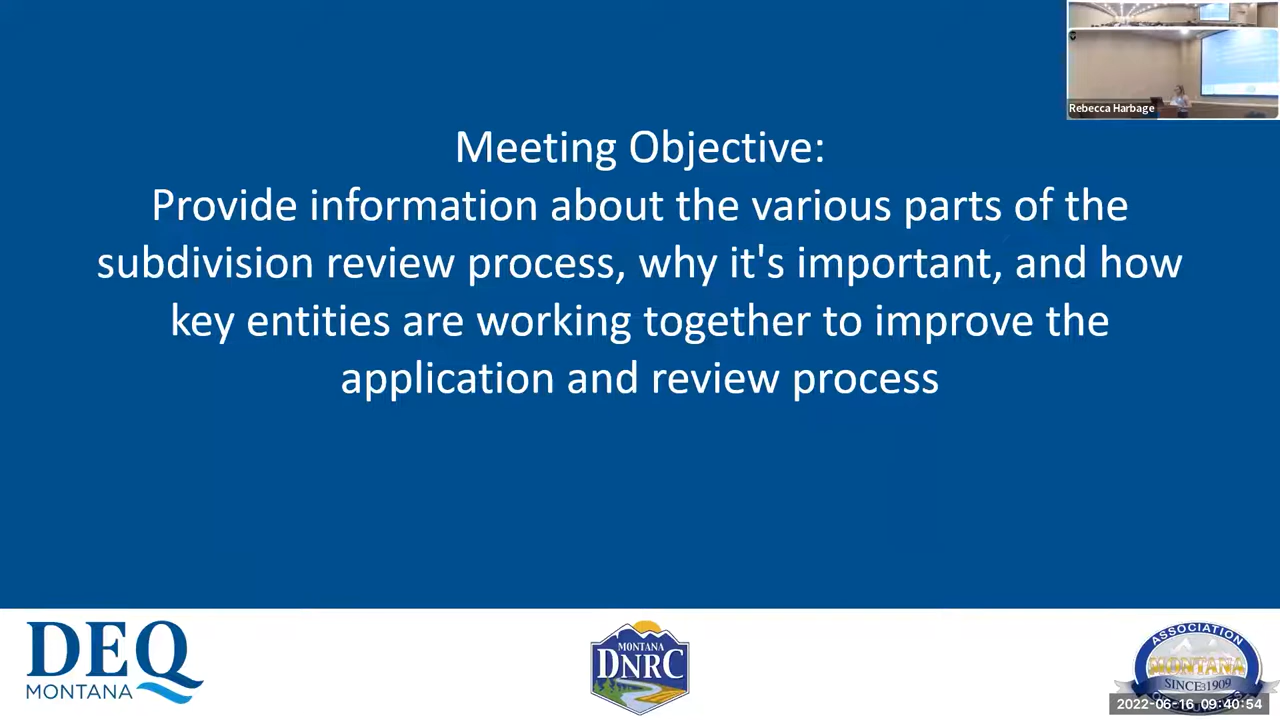 Rebecca Harbage
Meeting Objective:
Provide information about the various parts of the
subdivision review process, why it's important, and how
key entities are working together to improve the
application and review process
DEQ
MONTANA
MONTANA
DNRC
ASSOCIATION
MONTANA
SINCE 1909
2022-06-16 09:40:54